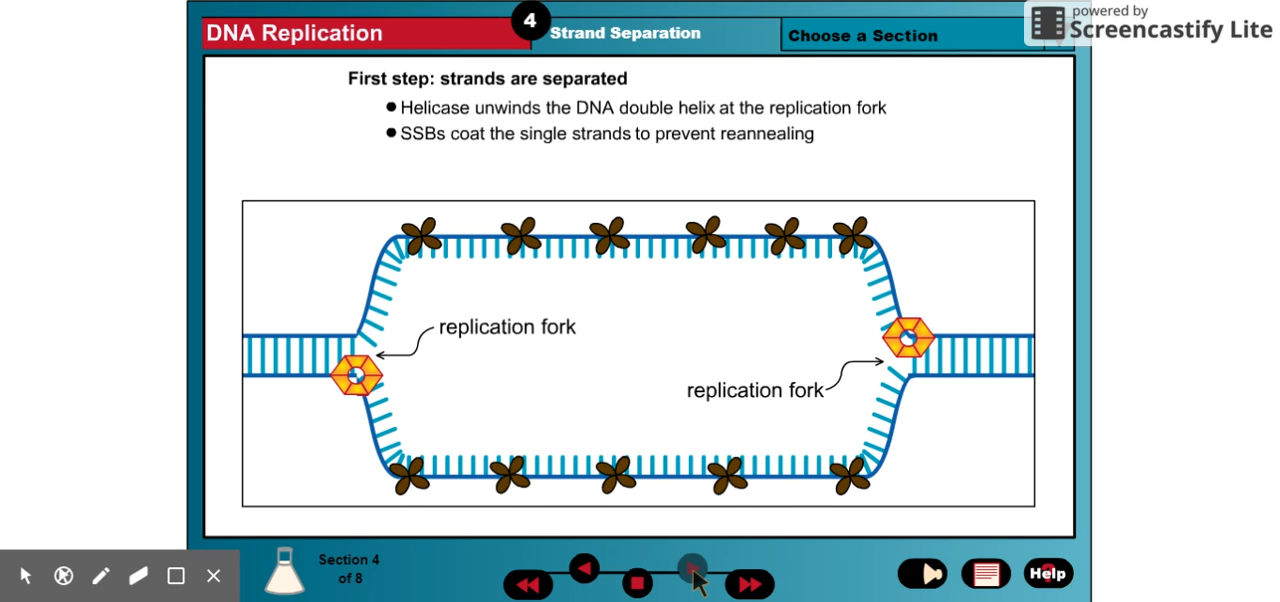 powered by
Screencastify Lite
DNA Replication
4
Strand Separation
Choose a Section
First step: strands are separated
● Helicase unwinds the DNA double helix at the replication fork
● SSBs coat the single strands to prevent reannealing
replication fork
replication fork
Section 4
of 8
Help